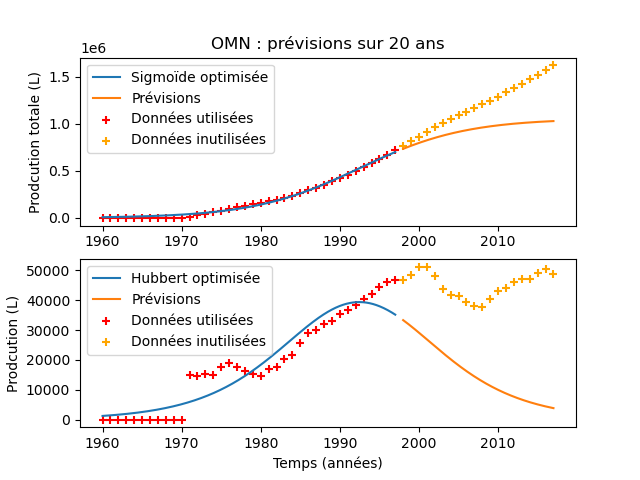 OMN : prévisions sur 20 ans
1e6
Prodcution totale (L)
1.5
1.0
0.5
0.0
Sigmoïde optimisée
Prévisions
Données utilisées
Données inutilisées
1960 1970 1980 1990 2000 2010
Prodcution (L)
50000
40000
30000
20000
10000
0
Hubbert optimisée
Prévisions
Données utilisées
Données inutilisées
1960 1970 1980 1990 2000 2010
Temps (années)